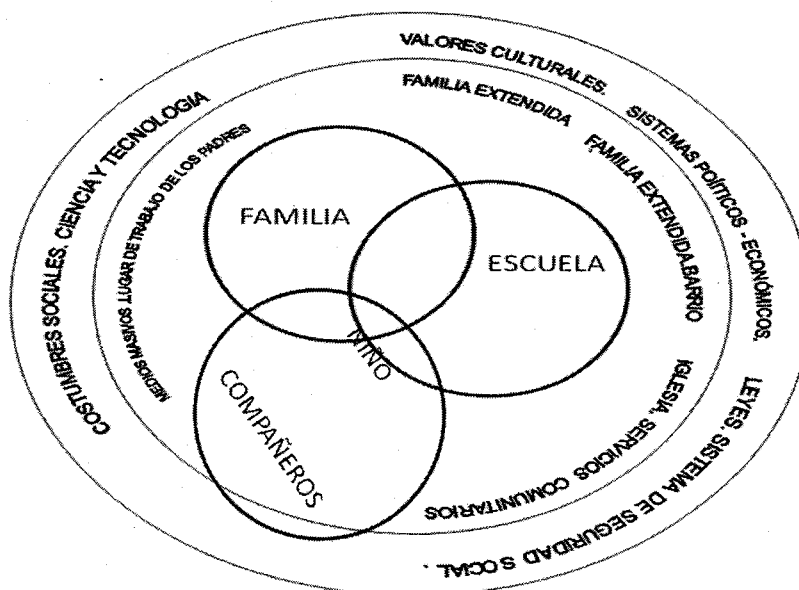 VALORES CULTURALES.
SISTEMAS POÍTICOS - ECONÓMICOS.
LEYES. SISTEMA DE SEGURIDAD SOCIAL.
COSTUMBRES SOCIALES. CIENCIA Y TECNOLOGIA
FAMILIA EXTENDIDA
FAMILIA EXTENDIDA.BARRIO
IGLESIA, SERVICIOS COMUNITARIOS
MEDIOS MASIVOS .LUGAR DE TRABAJO DE LOS PADRES
FAMILIA
ESCUELA
NIÑO
COMPAÑEROS